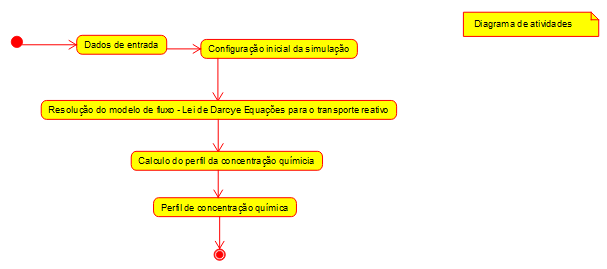 Diagrama de atividades
Dados de entrada
Configuração inicial da simulação
Resolução do modelo de fluxo - Lei de Darcye Equações para o transporte reativo
Calculo do perfil da concentração químicia
Perfil de concentração química